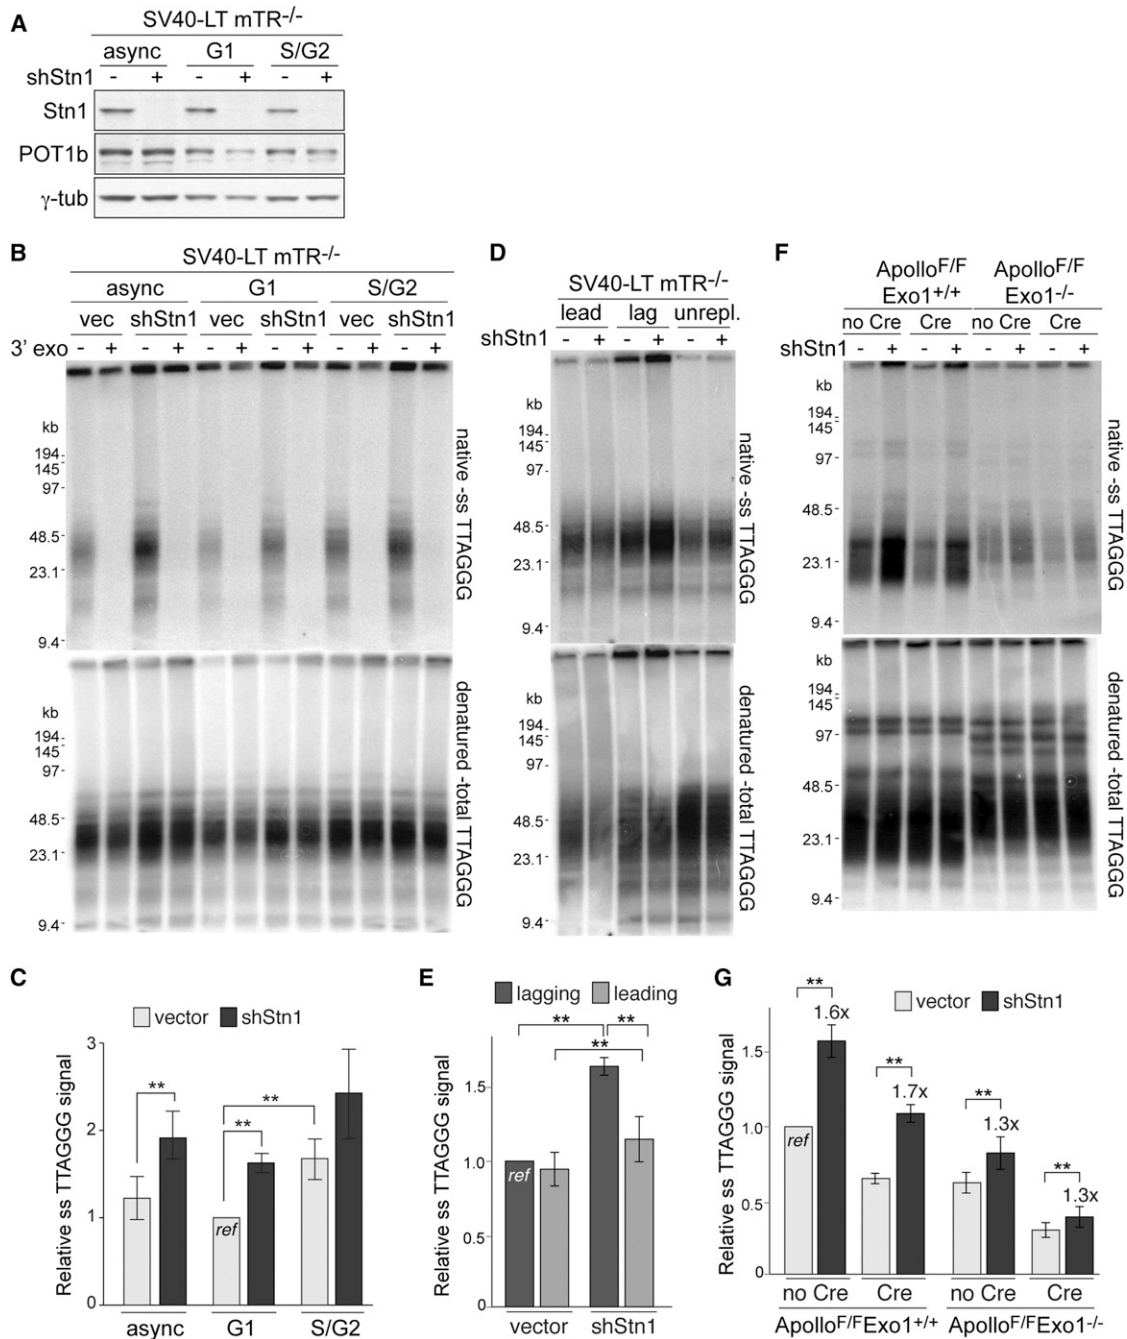 A
SV40-LT mTR-/-
async G1 S/G2
shStn1 - + - + - +
Stn1
POT1b
γ-tub
B
SV40-LT mTR-/-
async G1 S/G2
vec shStn1 vec shStn1 vec shStn1
3' exo - + - + - + - + - + - +
kb
194-
145-
97-
48.5-
23.1-
9.4-
native -ss TTAGGG
kb
194-
145-
97-
48.5-
23.1-
9.4-
denatured -total TTAGGG
C
vector shStn1
Relative ss TTAGGG signal
3
2
1
0
**
**
**
ref
async G1 S/G2
D
SV40-LT mTR-/-
lead lag unrepl.
shStn1 - + - + - +
kb
194-
145-
97-
48.5-
23.1-
9.4-
native -ss TTAGGG
kb
194-
145-
97-
48.5-
23.1-
9.4-
denatured -total TTAGGG
E
lagging leading
Relative ss TTAGGG signal
** **
**
1.5
1.0
0.5
0
ref
vector shStn1
F
ApolloF/F ApolloF/F
Exo1+/+ Exo1-/-
no Cre Cre no Cre Cre
shStn1 - + - + - + - +
kb
194-
145-
97-
48.5-
23.1-
9.4-
native -ss TTAGGG
kb
194-
145-
97-
48.5-
23.1-
9.4-
denatured -total TTAGGG
G
vector shStn1
Relative ss TTAGGG signal
1.5
1.0
0.5
0
**
1.6x
**
1.7x
**
1.3x
**
1.3x
ref
no Cre Cre no Cre Cre
ApolloF/FExo1+/+ ApolloF/FExo1-/-